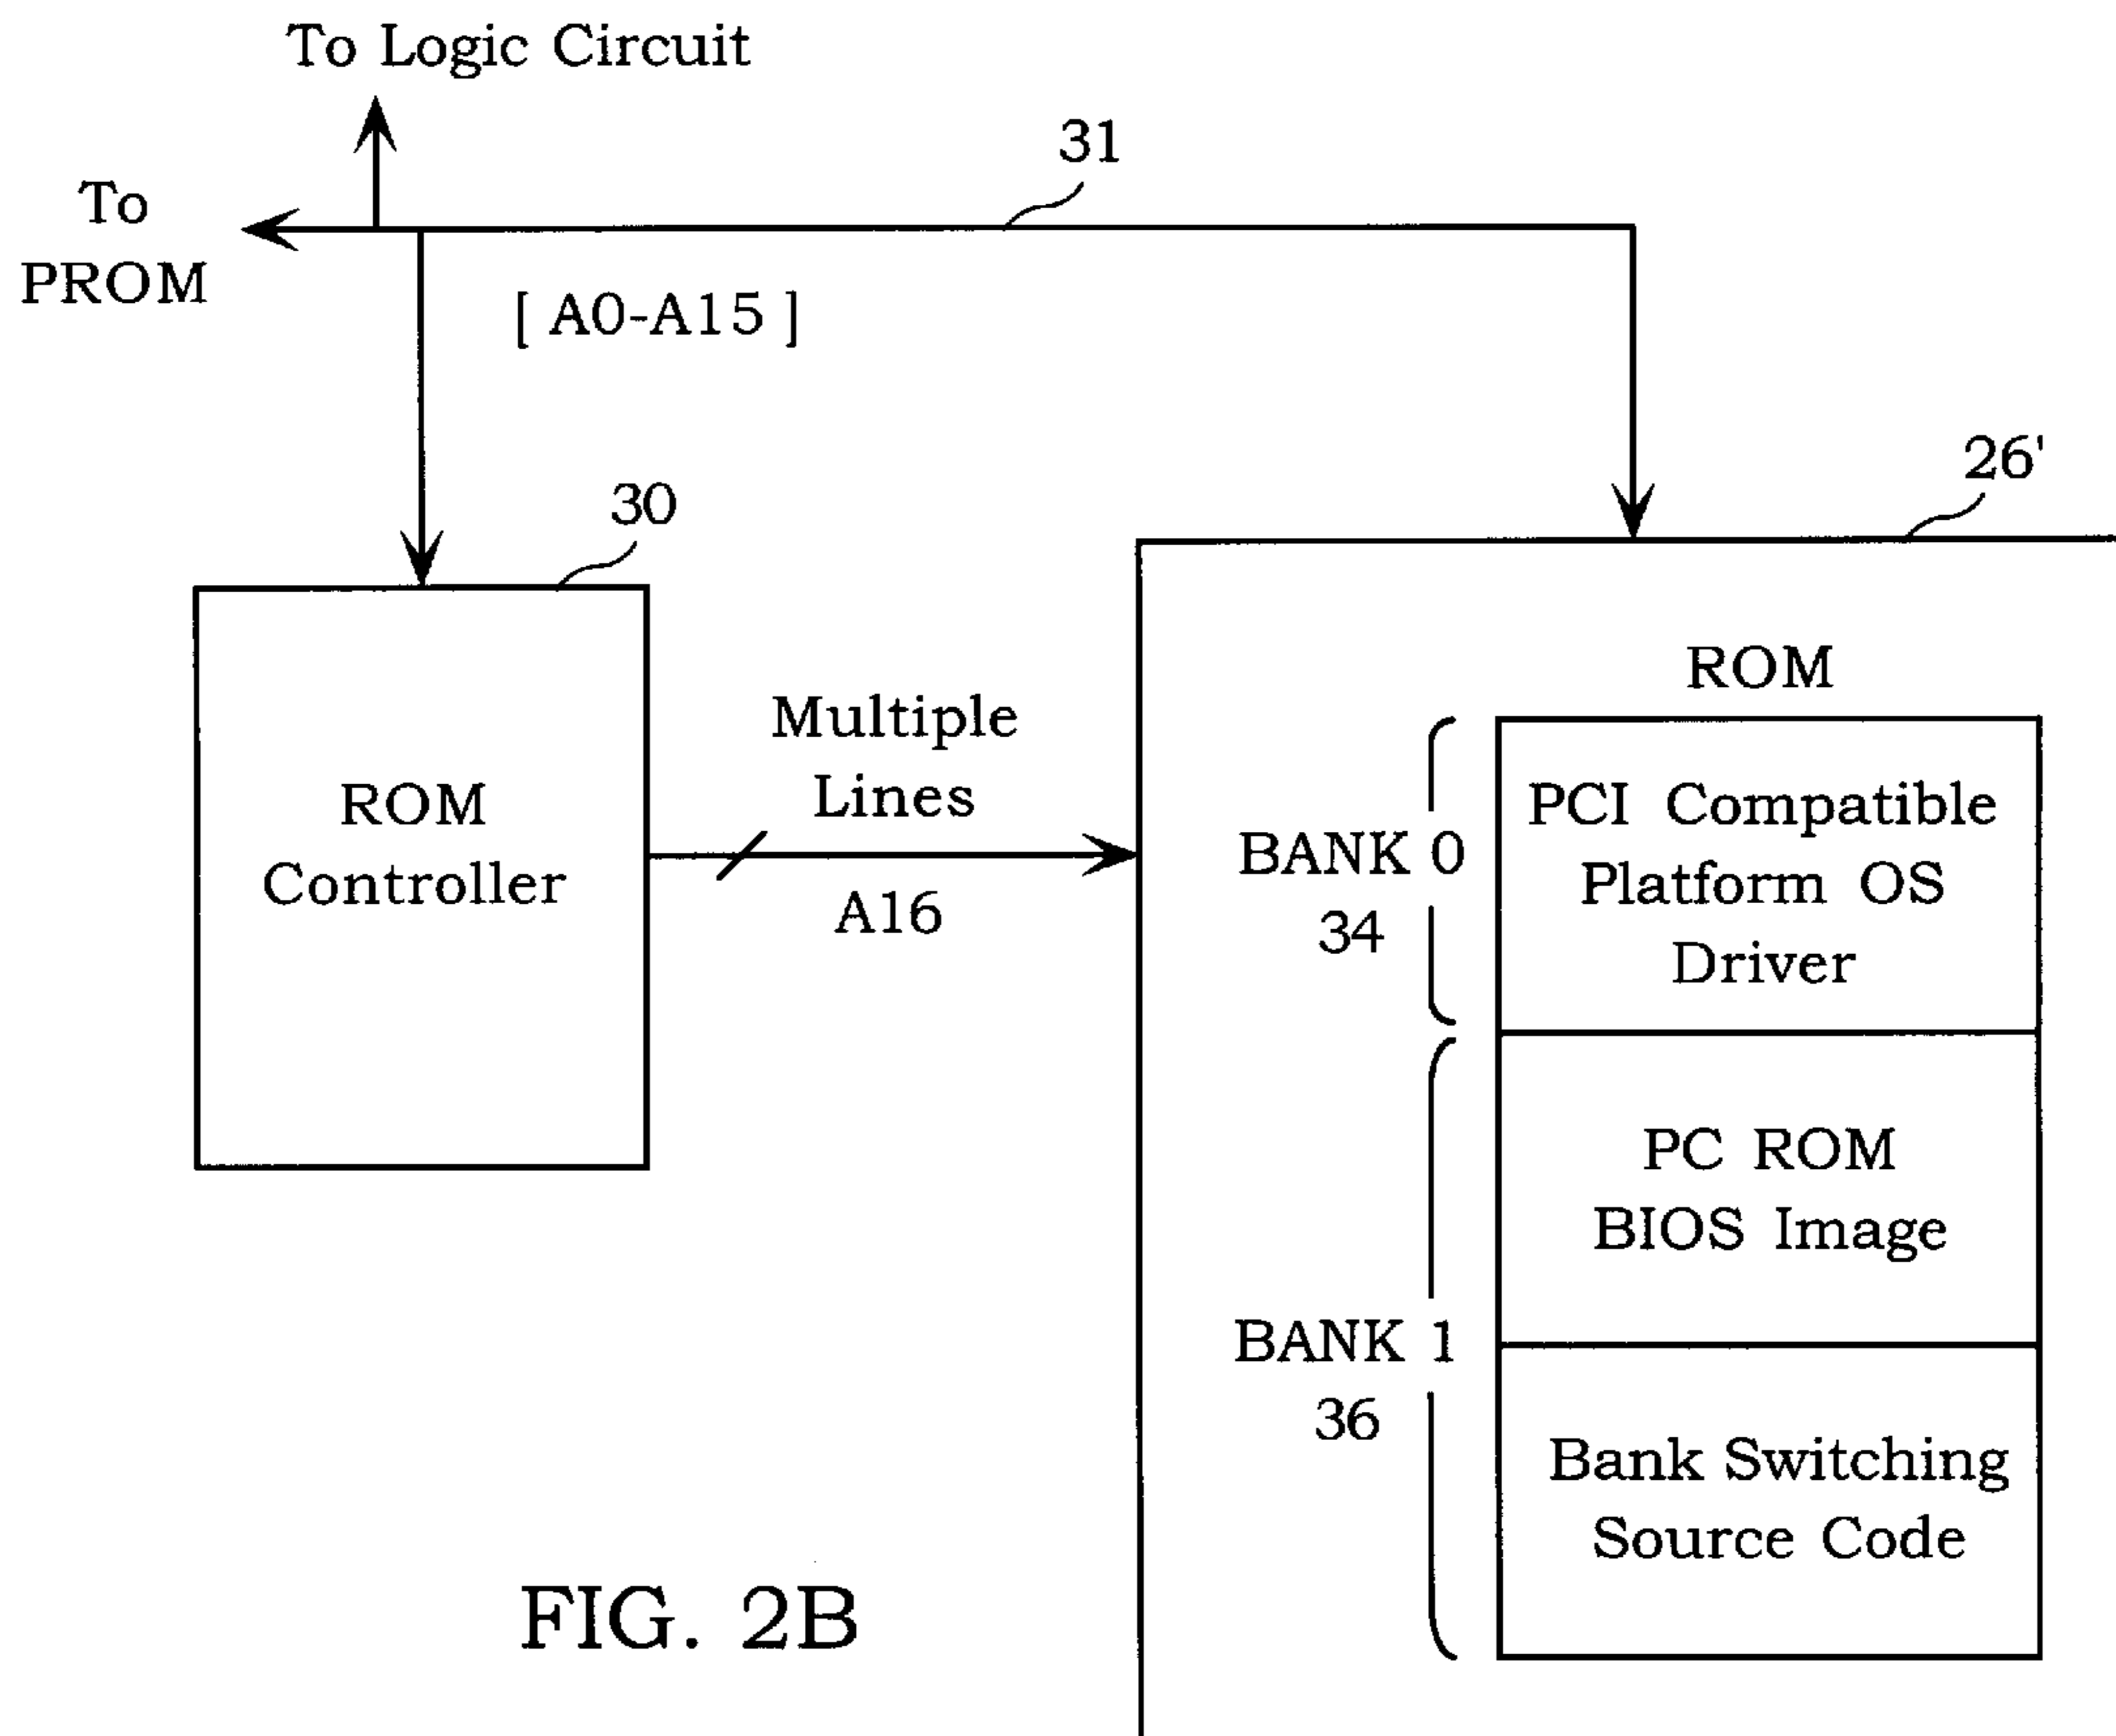 To Logic Circuit
31
To
PROM
[ A0-A15 ]
26'
30
ROM
Controller
Multiple
Lines
A16
ROM
BANK 0
34
PCI Compatible
Platform OS
Driver
PC ROM
BIOS Image
BANK 1
36
Bank Switching
Source Code
FIG. 2B